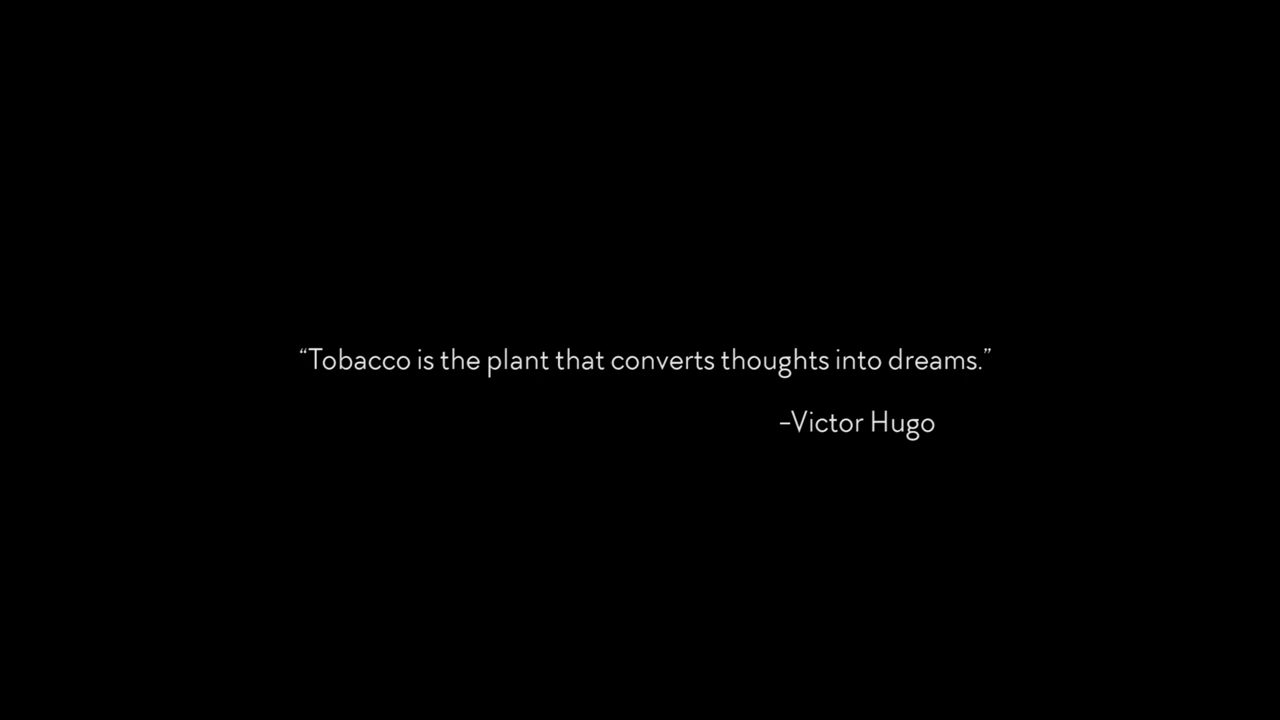 “Tobacco is the plant that converts thoughts into dreams.”
–Victor Hugo